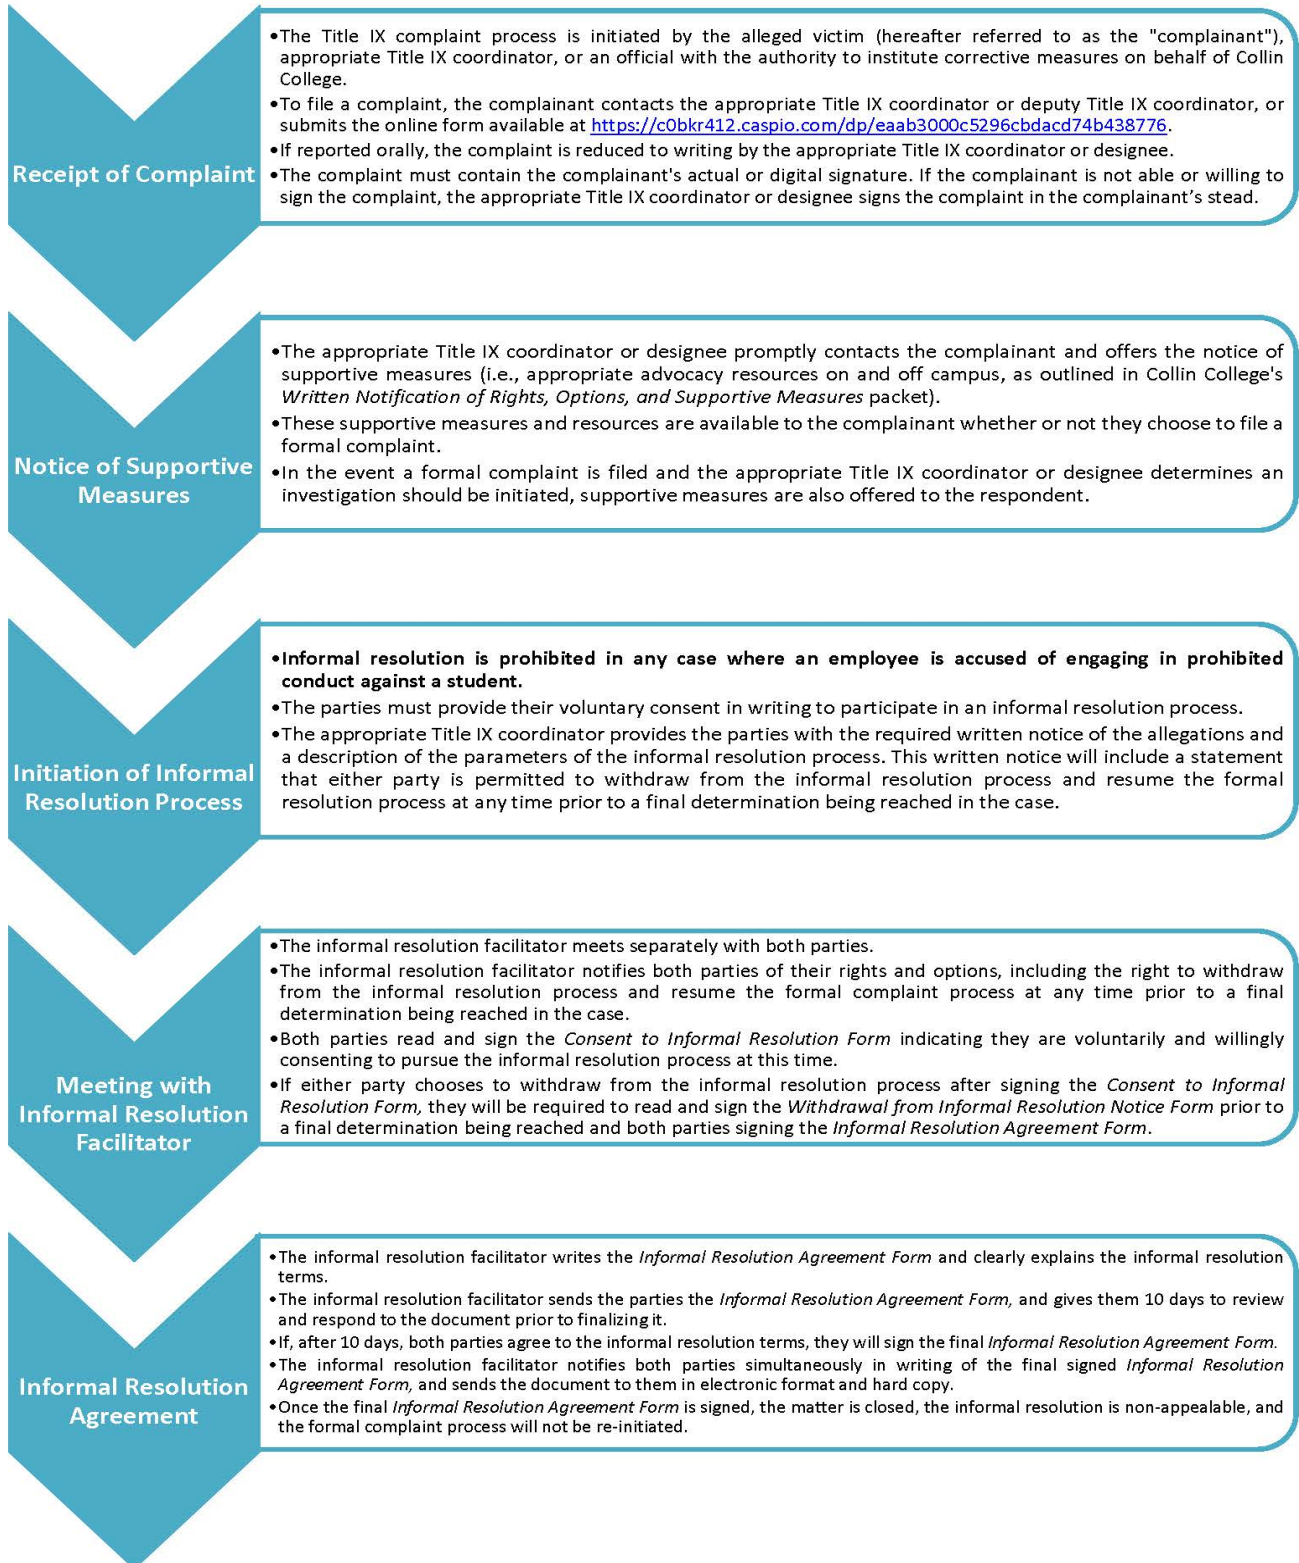 Receipt of Complaint
•The Title IX complaint process is initiated by the alleged victim (hereafter referred to as the "complainant"),
appropriate Title IX coordinator, or an official with the authority to institute corrective measures on behalf of Collin
College.
•To file a complaint, the complainant contacts the appropriate Title IX coordinator or deputy Title IX coordinator, or
submits the online form available at https://c0bkr412.caspio.com/dp/eaab3000c5296cbdacd74b438776.
•If reported orally, the complaint is reduced to writing by the appropriate Title IX coordinator or designee.
•The complaint must contain the complainant's actual or digital signature. If the complainant is not able or willing to
sign the complaint, the appropriate Title IX coordinator or designee signs the complaint in the complainant’s stead.
Notice of Supportive
Measures
•The appropriate Title IX coordinator or designee promptly contacts the complainant and offers the notice of
supportive measures (i.e., appropriate advocacy resources on and off campus, as outlined in Collin College's
Written Notification of Rights, Options, and Supportive Measures packet).
•These supportive measures and resources are available to the complainant whether or not they choose to file a
formal complaint.
•In the event a formal complaint is filed and the appropriate Title IX coordinator or designee determines an
investigation should be initiated, supportive measures are also offered to the respondent.
Initiation of Informal
Resolution Process
•Informal resolution is prohibited in any case where an employee is accused of engaging in prohibited
conduct against a student.
•The parties must provide their voluntary consent in writing to participate in an informal resolution process.
•The appropriate Title IX coordinator provides the parties with the required written notice of the allegations and
a description of the parameters of the informal resolution process. This written notice will include a statement
that either party is permitted to withdraw from the informal resolution process and resume the formal
resolution process at any time prior to a final determination being reached in the case.
Meeting with
Informal Resolution
Facilitator
•The informal resolution facilitator meets separately with both parties.
•The informal resolution facilitator notifies both parties of their rights and options, including the right to withdraw
from the informal resolution process and resume the formal complaint process at any time prior to a final
determination being reached in the case.
•Both parties read and sign the Consent to Informal Resolution Form indicating they are voluntarily and willingly
consenting to pursue the informal resolution process at this time.
•If either party chooses to withdraw from the informal resolution process after signing the Consent to Informal
Resolution Form, they will be required to read and sign the Withdrawal from Informal Resolution Notice Form prior to
a final determination being reached and both parties signing the Informal Resolution Agreement Form.
Informal Resolution
Agreement
•The informal resolution facilitator writes the Informal Resolution Agreement Form and clearly explains the informal resolution
terms.
•The informal resolution facilitator sends the parties the Informal Resolution Agreement Form, and gives them 10 days to review
and respond to the document prior to finalizing it.
•If, after 10 days, both parties agree to the informal resolution terms, they will sign the final Informal Resolution Agreement Form.
•The informal resolution facilitator notifies both parties simultaneously in writing of the final signed Informal Resolution
Agreement Form, and sends the document to them in electronic format and hard copy.
•Once the final Informal Resolution Agreement Form is signed, the matter is closed, the informal resolution is non-appealable, and
the formal complaint process will not be re-initiated.